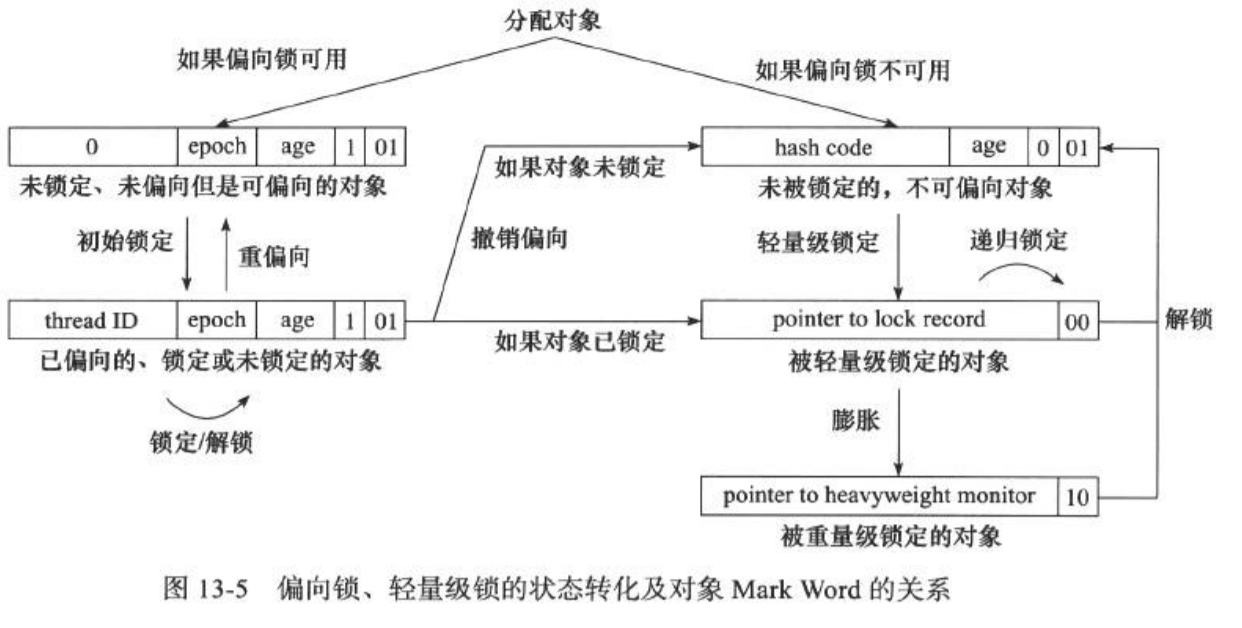 分配对象
如果偏向锁可用
如果偏向锁不可用
0 epoch age 1 01
hash code age 0 01
未锁定、未偏向但是可偏向的对象
如果对象未锁定
未被锁定的，不可偏向对象
初始锁定
重偏向
撤销偏向
轻量级锁定
递归锁定
thread ID epoch age 1 01
pointer to lock record 00
解锁
已偏向的、锁定或未锁定的对象
如果对象已锁定
被轻量级锁定的对象
锁定/解锁
膨胀
pointer to heavyweight monitor 10
被重量级锁定的对象
图 13-5 偏向锁、轻量级锁的状态转化及对象 Mark Word 的关系